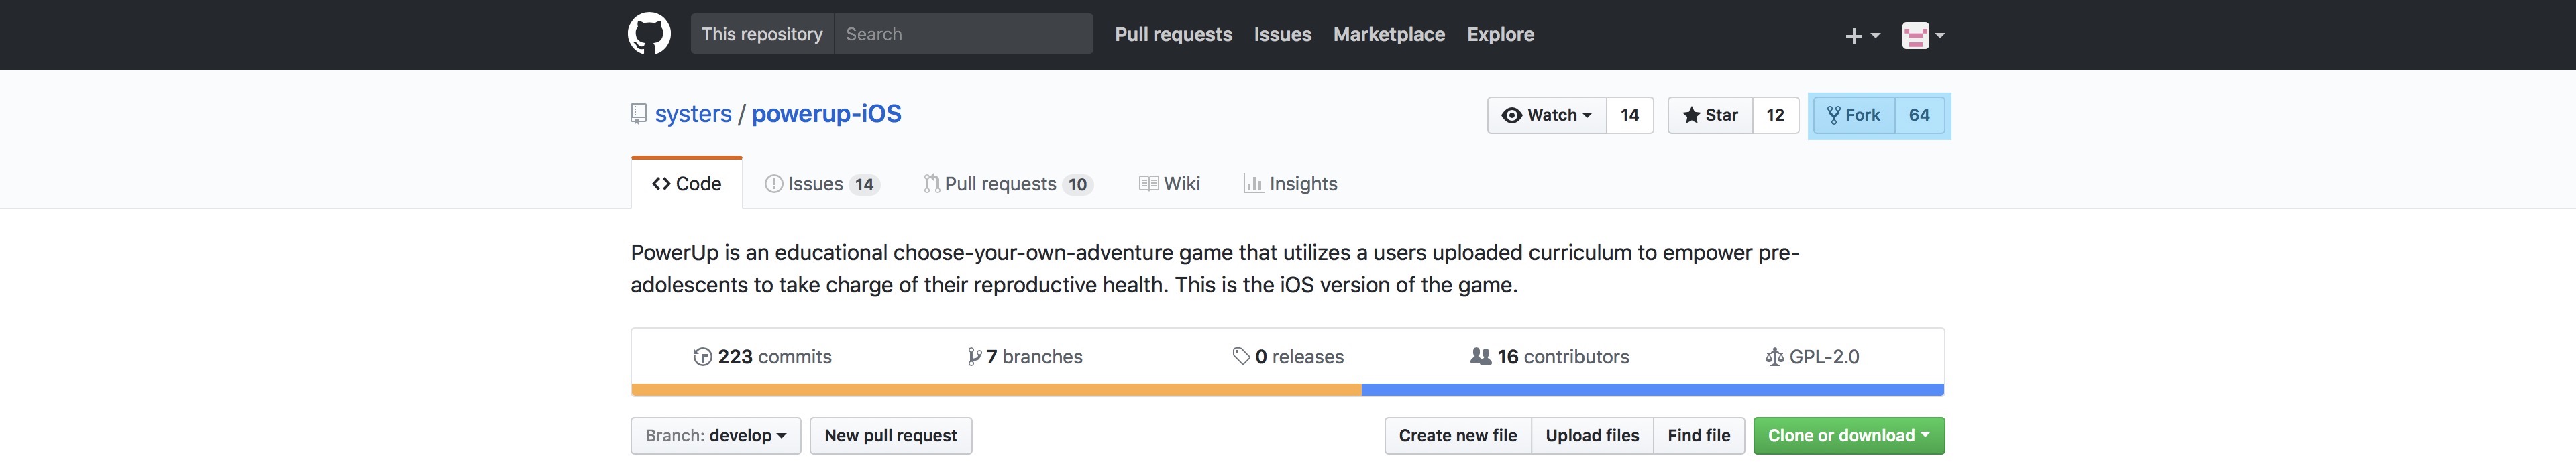 This repository Search Pull requests Issues Marketplace Explore
systers / powerup-iOS Watch 14 Star 12 Fork 64
Code Issues 14 Pull requests 10 Wiki Insights
PowerUp is an educational choose-your-own-adventure game that utilizes a users uploaded curriculum to empower pre-
adolescents to take charge of their reproductive health. This is the iOS version of the game.
223 commits 7 branches 0 releases 16 contributors GPL-2.0
Branch: develop New pull request Create new file Upload files Find file Clone or download